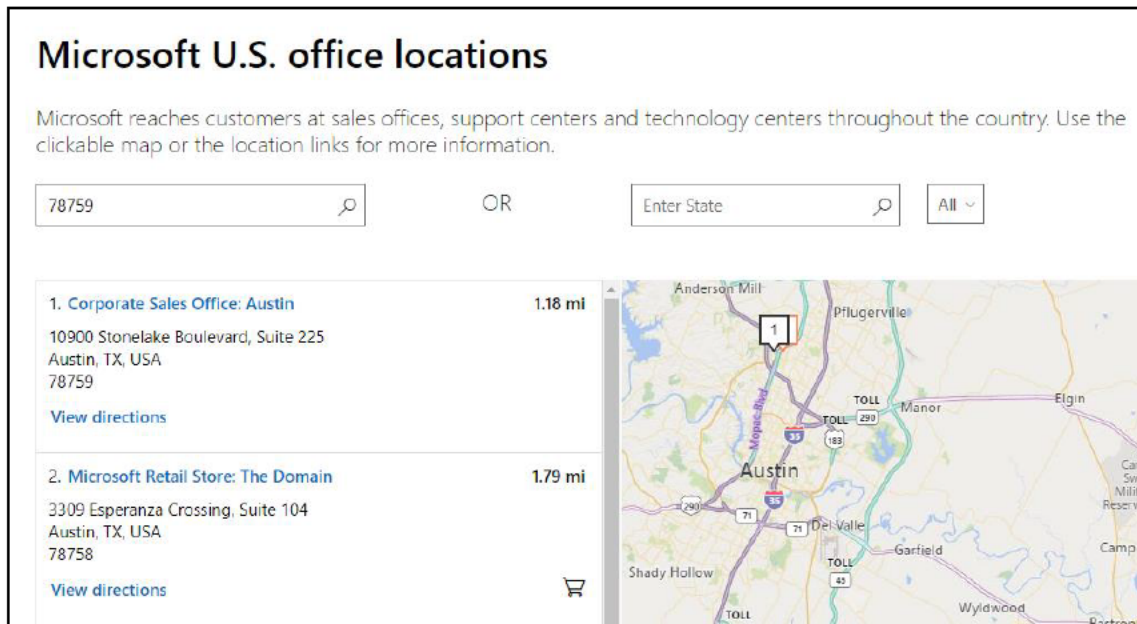 Microsoft U.S. office locations
Microsoft reaches customers at sales offices, support centers and technology centers throughout the country. Use the
clickable map or the location links for more information.
78759
OR
Enter State
All
1. Corporate Sales Office: Austin
1.18 mi
10900 Stonelake Boulevard, Suite 225
Austin, TX, USA
78759
View directions
2. Microsoft Retail Store: The Domain
1.79 mi
3309 Esperanza Crossing, Suite 104
Austin, TX, USA
78758
View directions
Anderson Mill
Pflugerville
1
Mopac Blvd
TOLL
290
Manor
Elgin
TOLL
183
35
Austin
35
290
71
71
Del Valle
Garfield
TOLL
45
Shady Hollow
Wyldwood
TOLL
Camp